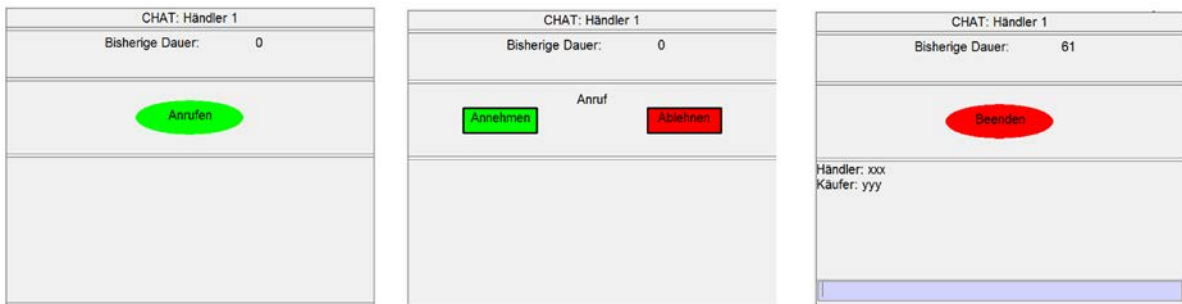 CHAT: Händler 1
Bisherige Dauer: 0
Anrufen
CHAT: Händler 1
Bisherige Dauer: 0
Anruf
Annehmen Ablehnen
CHAT: Händler 1
Bisherige Dauer: 61
Beenden
Händler: xxx
Käufer: yyy